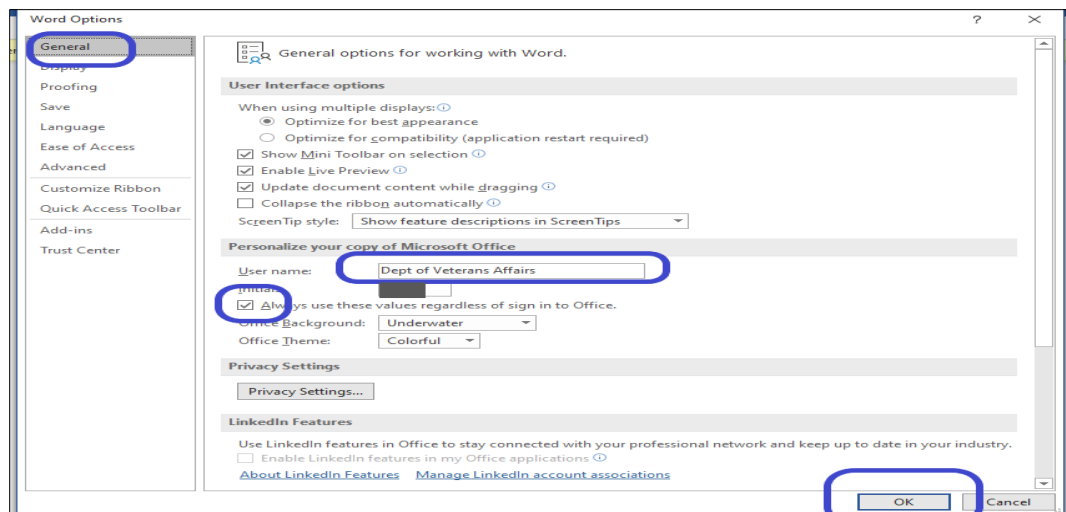 Word Options
?
General
General options for working with Word.
Display
Proofing
Save
Language
Ease of Access
Advanced
Customize Ribbon
Quick Access Toolbar
Add-ins
Trust Center
User Interface options
When using multiple displays:
Optimize for best appearance
Optimize for compatibility (application restart required)
Show Mini Toolbar on selection
Enable Live Preview
Update document content while dragging
Collapse the ribbon automatically
ScreenTip style: Show feature descriptions in ScreenTips
Personalize your copy of Microsoft Office
User name: Dept of Veterans Affairs
Initials:
Always use these values regardless of sign in to Office.
Office Background: Underwater
Office Theme: Colorful
Privacy Settings
Privacy Settings...
LinkedIn Features
Use LinkedIn features in Office to stay connected with your professional network and keep up to date in your industry.
Enable LinkedIn features in my Office applications
About LinkedIn Features Manage LinkedIn account associations
OK Cancel